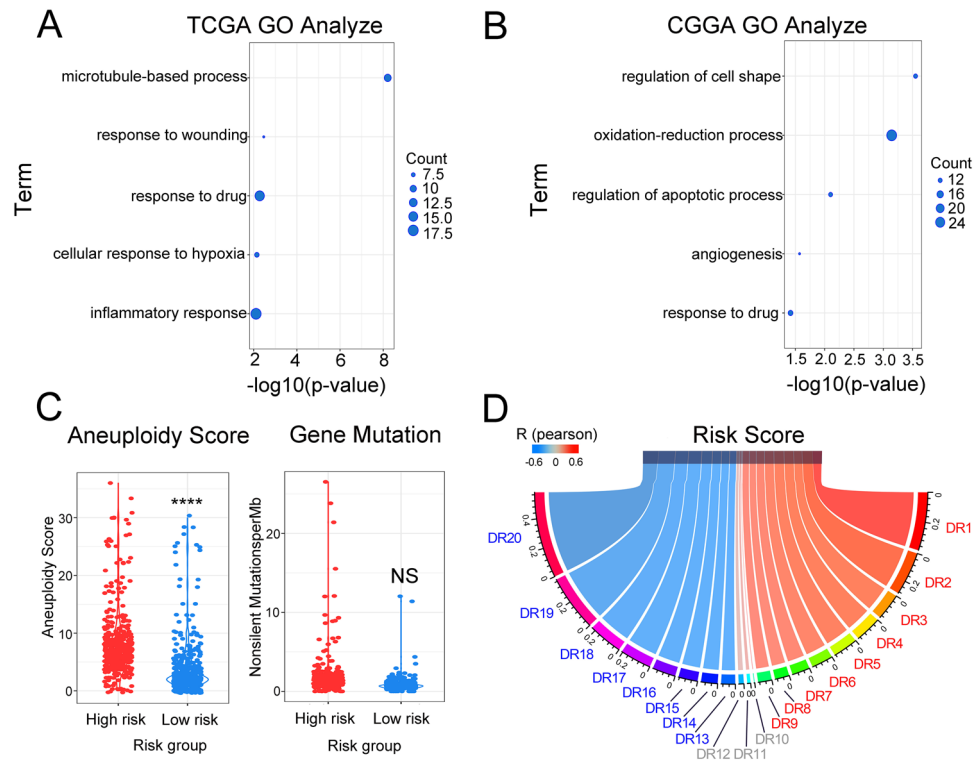 A
TCGA GO Analyze
Term
microtubule-based process
response to wounding
response to drug
cellular response to hypoxia
inflammatory response
2 4 6 8
-log10(p-value)
Count
7.5
10
12.5
15.0
17.5
B
CGGA GO Analyze
Term
regulation of cell shape
oxidation-reduction process
regulation of apoptotic process
angiogenesis
response to drug
1.5 2.0 2.5 3.0 3.5
-log10(p-value)
Count
12
16
20
24
C
Aneuploidy Score
Aneuploidy Score
30
20
10
0
****
High risk Low risk
Risk group
Gene Mutation
Nonsilent MutationsperMb
20
10
0
NS
High risk Low risk
Risk group
D
R (pearson)
-0.6 0 0.6
Risk Score
DR1
DR2
DR3
DR4
DR5
DR6
DR7
DR8
DR9
DR10
DR11
DR12
DR13
DR14
DR15
DR16
DR17
DR18
DR19
DR20